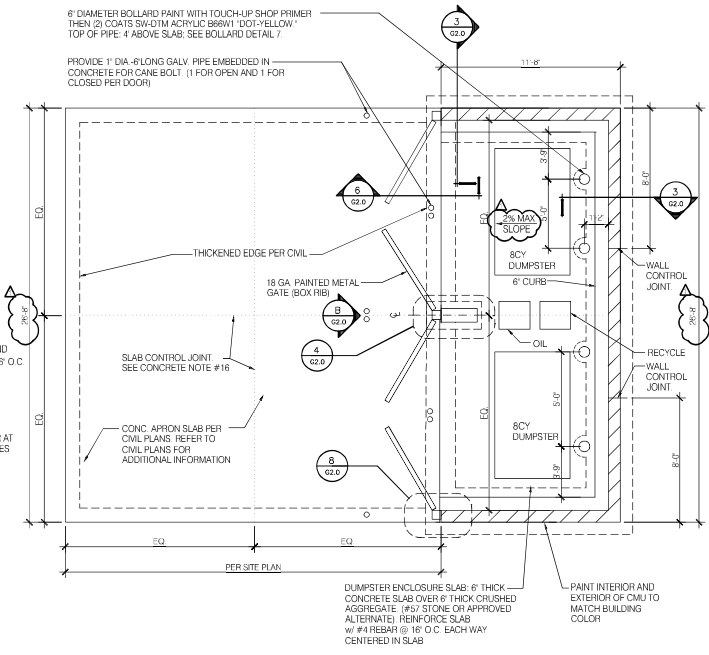 6" DIAMETER BOLLARD PAINT WITH TOUCH-UP SHOP PRIMER
THEN (2) COATS SW-DTM ACRYLIC B66W1 "DOT-YELLOW"
TOP OF PIPE: 4' ABOVE SLAB; SEE BOLLARD DETAIL 7.
PROVIDE 1" DIA.-6"LONG GALV. PIPE EMBEDDED IN
CONCRETE FOR CANE BOLT. (1 FOR OPEN AND 1 FOR
CLOSED PER DOOR)
3
G2.0
11'-8"
6
G2.0
3'-9"
5'-0"
2% MAX
SLOPE
1'-2"
8'-0"
3
G2.0
EQ.
EQ.
8CY
DUMPSTER
6" CURB
THICKENED EDGE PER CIVIL
18 GA. PAINTED METAL
GATE (BOX RIB)
WALL
CONTROL
JOINT.
26'-8"
26'-8"
B
G2.0
4
G2.0
OIL
RECYCLE
WALL
CONTROL
JOINT.
SLAB CONTROL JOINT.
SEE CONCRETE NOTE #16
" O.C.
CONC. APRON SLAB PER
CIVIL PLANS. REFER TO
CIVIL PLANS FOR
ADDITIONAL INFORMATION
R AT
ES
EQ.
EQ.
5'-0"
8CY
DUMPSTER
3'-9"
8'-0"
8
G2.0
EQ.
EQ.
PER SITE PLAN
DUMPSTER ENCLOSURE SLAB: 6" THICK
CONCRETE SLAB OVER 6" THICK CRUSHED
AGGREGATE. (#57 STONE OR APPROVED
ALTERNATE). REINFORCE SLAB
w/ #4 REBAR @ 16" O.C. EACH WAY
CENTERED IN SLAB
PAINT INTERIOR AND
EXTERIOR OF CMU TO
MATCH BUILDING
COLOR